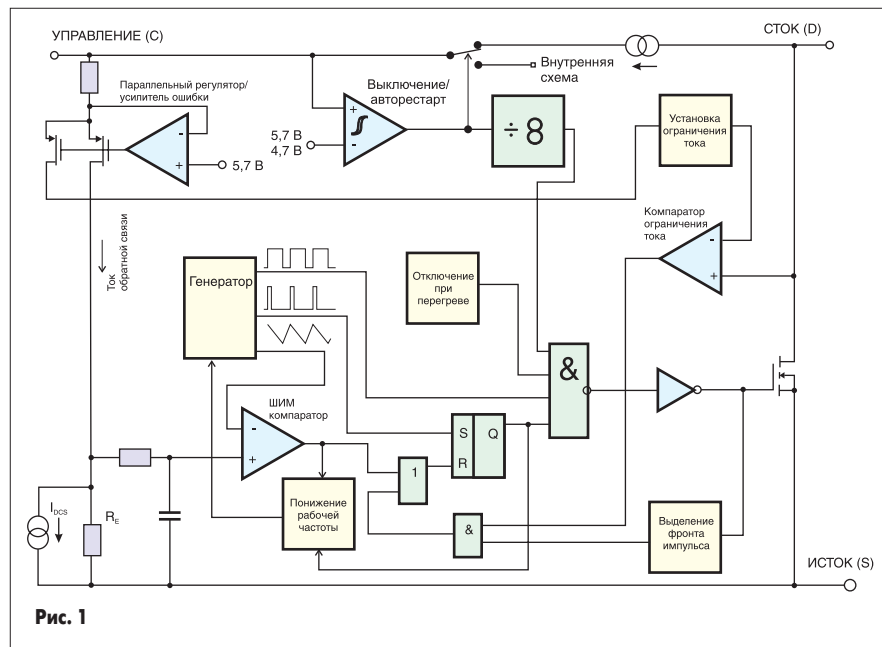 УПРАВЛЕНИЕ (C)
СТОК (D)
Параллельный регулятор/
усилитель ошибки
Выключение/
авторестарт
Внутренняя
схема
-
+
5,7 В
+
-
5,7 В
4,7 В
÷ 8
Установка
ограничения
тока
Компаратор
ограничения
тока
-
+
Ток
обратной связи
Генератор
Отключение
при
перегреве
&
ШИМ
компаратор
-
+
S
Q
R
1
Понижение
рабочей
частоты
&
Выделение
фронта
импульса
I DCS
R E
ИСТОК (S)
Рис. 1